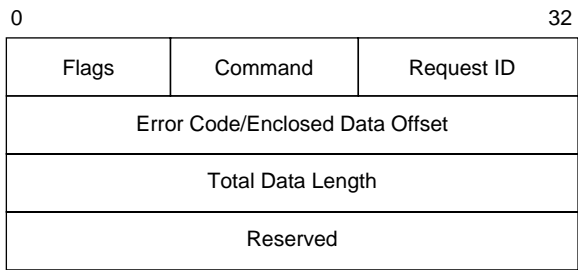 0 32
Flags Command Request ID
Error Code/Enclosed Data Offset
Total Data Length
Reserved